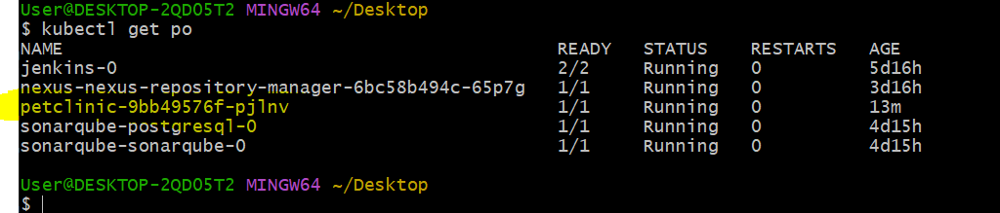 User@DESKTOP-2QDO5T2 MINGW64 ~/Desktop
$ kubectl get po
NAME READY STATUS RESTARTS AGE
jenkins-0 2/2 Running 0 5d16h
nexus-nexus-repository-manager-6bc58b494c-65p7g 1/1 Running 0 3d16h
petclinic-9bb49576f-pjlnv 1/1 Running 0 13m
sonarqube-postgresql-0 1/1 Running 0 4d15h
sonarqube-sonarqube-0 1/1 Running 0 4d15h
User@DESKTOP-2QDO5T2 MINGW64 ~/Desktop
$